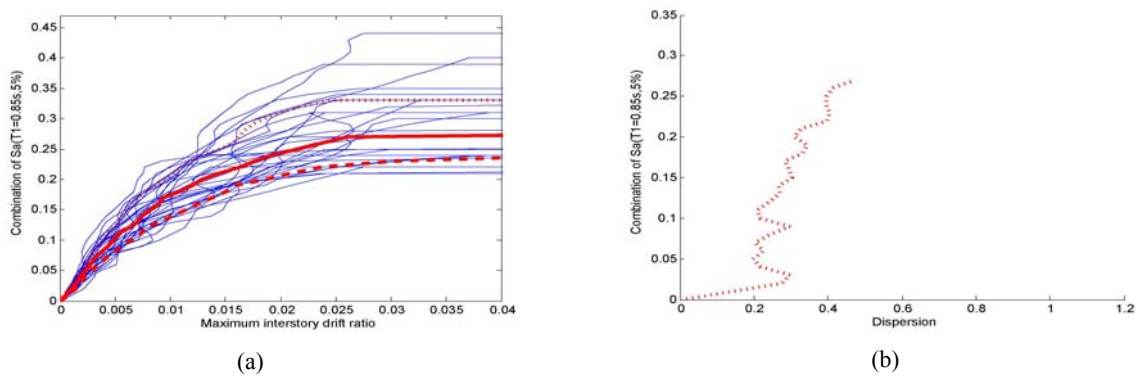 Combination of Sa(T1=0.85s,5%)
0.45
0.4
0.35
0.3
0.25
0.2
0.15
0.1
0.05
0
0 0.005 0.01 0.015 0.02 0.025 0.03 0.035 0.04
Maximum interstory drift ratio
(a)
Combination of Sa(T1=0.85s,5%)
0.35
0.3
0.25
0.2
0.15
0.1
0.05
0
0 0.2 0.4 0.6 0.8 1 1.2
Dispersion
(b)